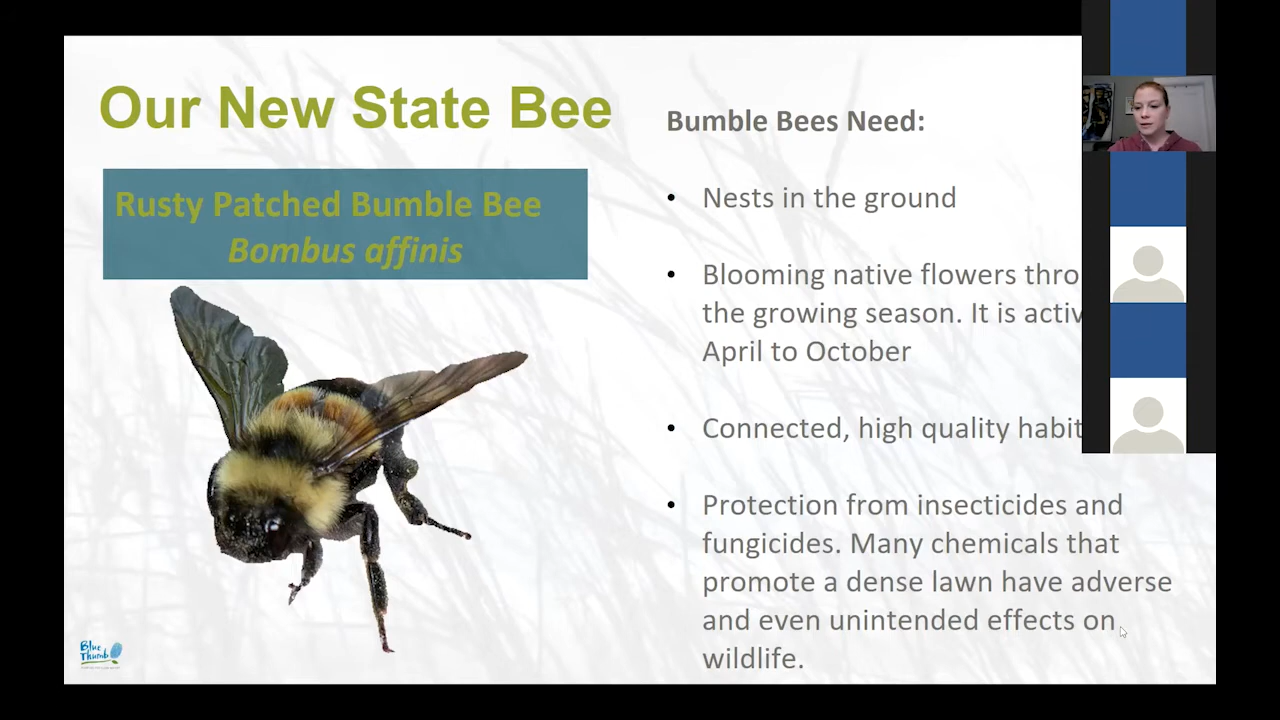 Our New State Bee
Rusty Patched Bumble Bee
Bombus affinis
Bumble Bees Need:
• Nests in the ground
• Blooming native flowers thro
the growing season. It is activ
April to October
• Connected, high quality habit
• Protection from insecticides and
fungicides. Many chemicals that
promote a dense lawn have adverse
and even unintended effects on
wildlife.
Blue
Thumb